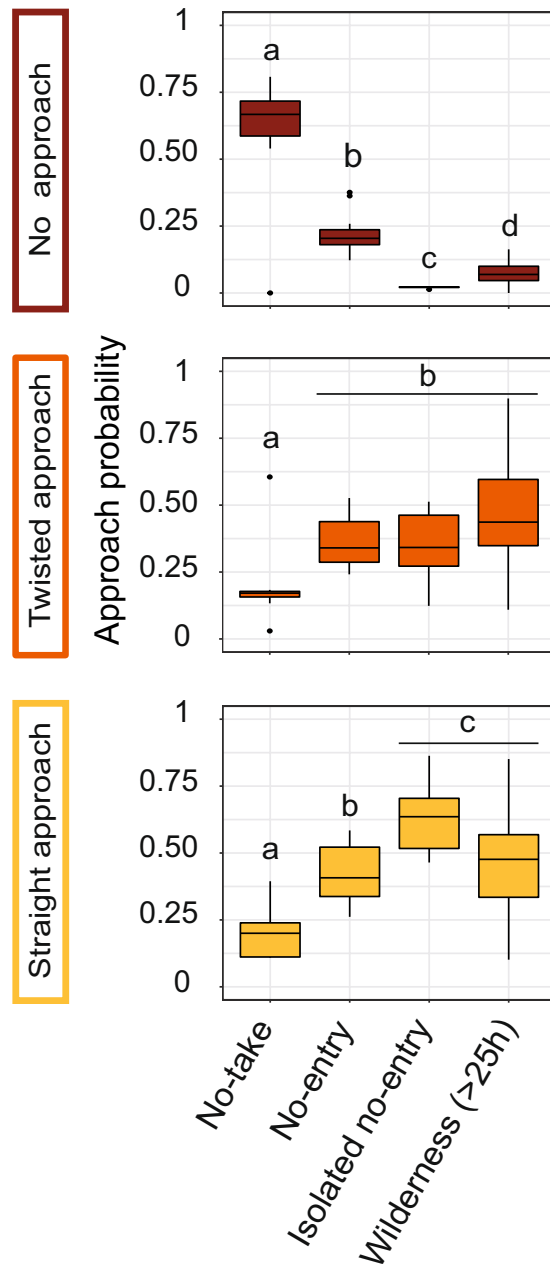 No approach
1
0.75
0.50
0.25
0
a
b
c
d
Approach probability
Twisted approach
1
0.75
0.50
0.25
0
a
b
Straight approach
1
0.75
0.50
0.25
0
a
b
c
No-take
No-entry
Isolated no-entry
Wilderness (>25h)